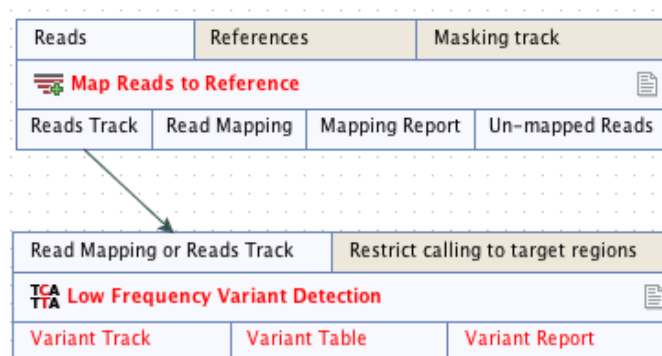 Reads References Masking track
Map Reads to Reference
Reads Track Read Mapping Mapping Report Un-mapped Reads
Read Mapping or Reads Track Restrict calling to target regions
TCA
TTA Low Frequency Variant Detection
Variant Track Variant Table Variant Report